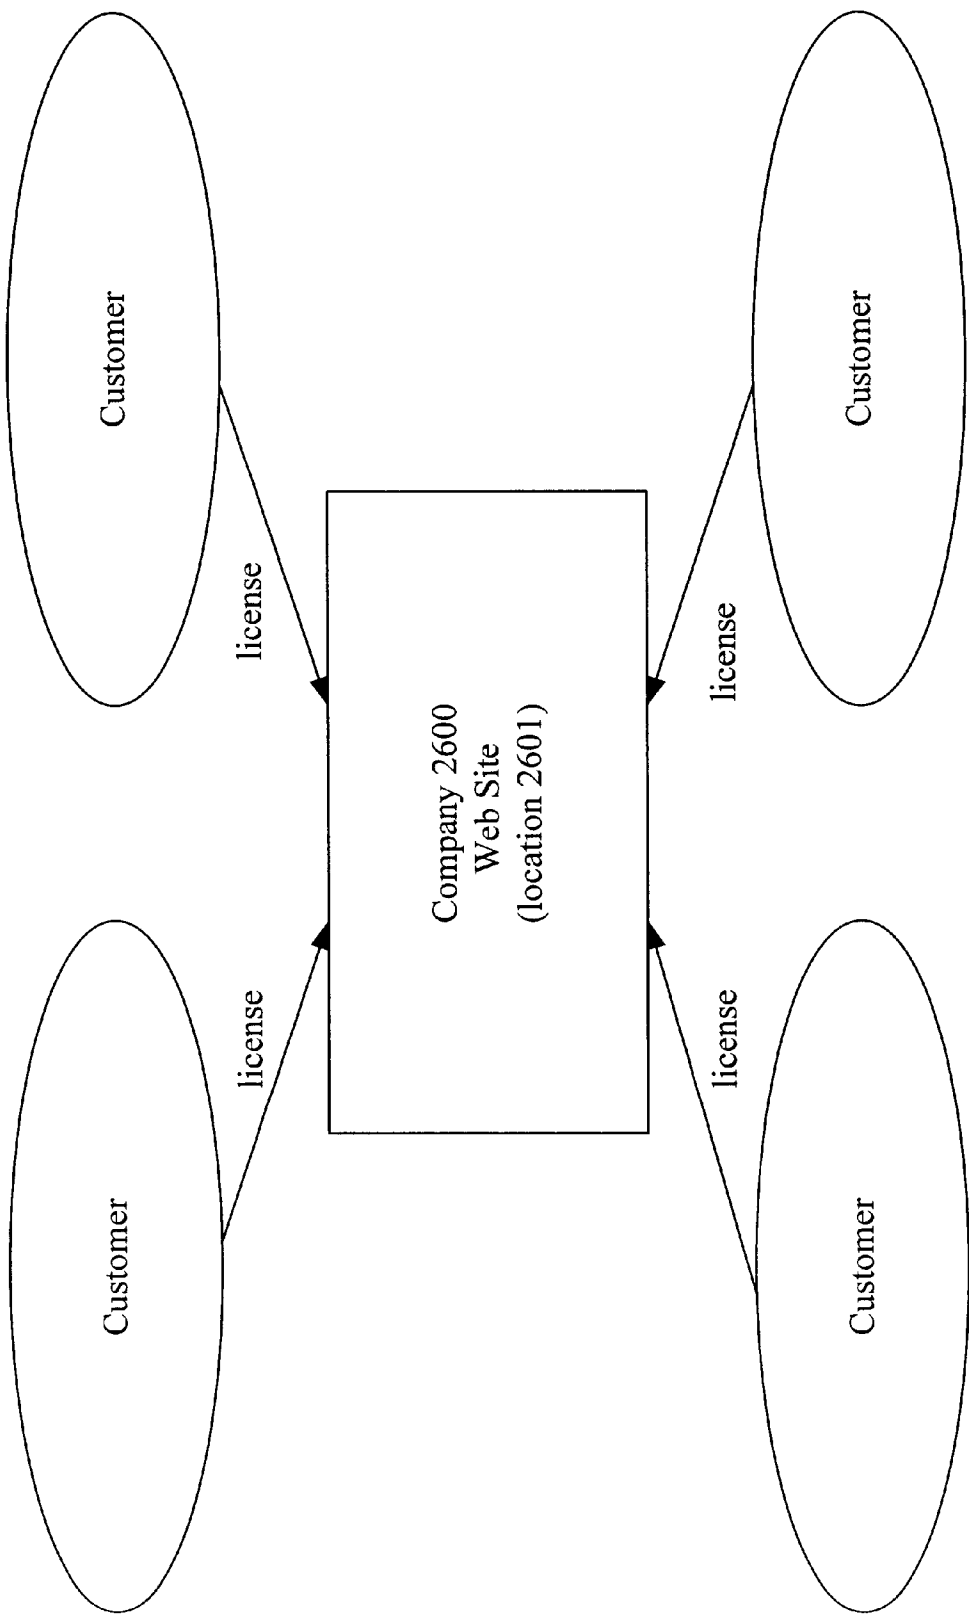 Customer
Customer
license
license
Company 2600
Web Site
(location 2601)
license
license
Customer
Customer